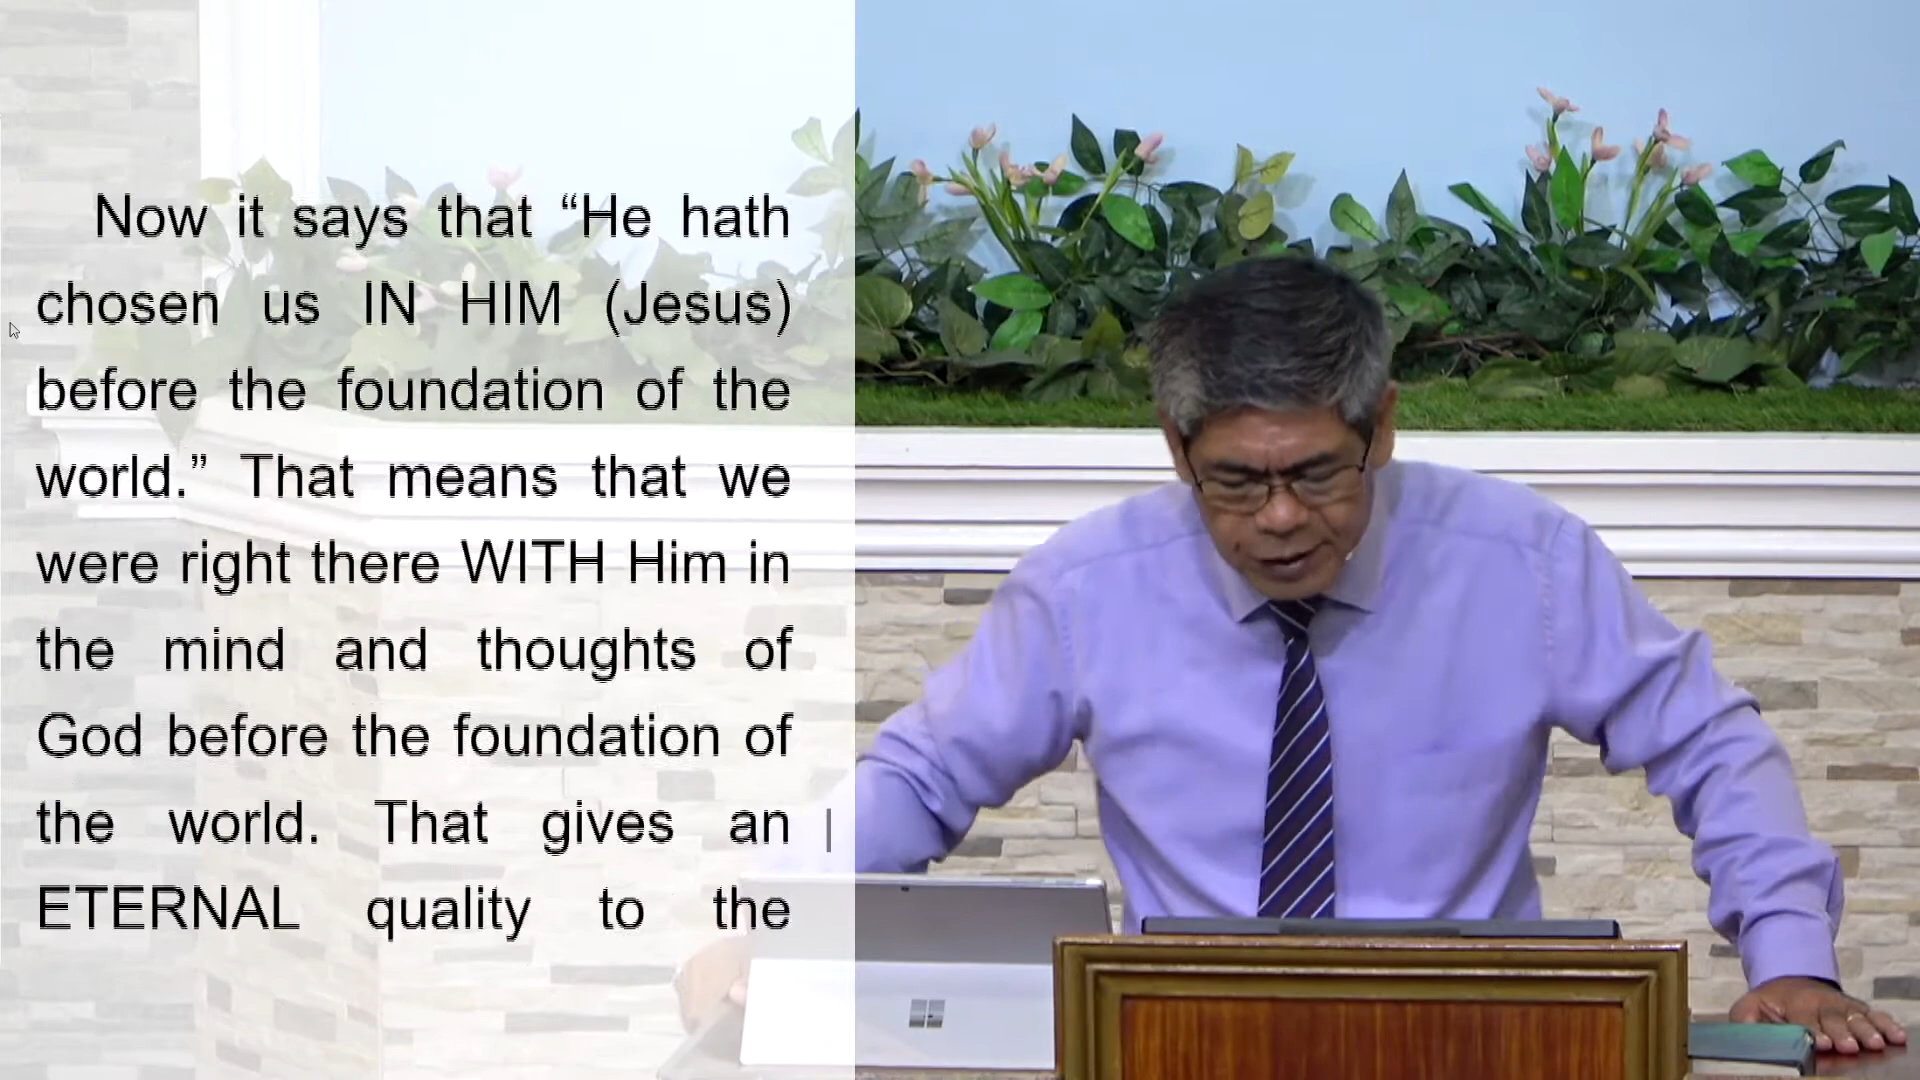 Now it says that “He hath
chosen us IN HIM (Jesus)
before the foundation of the
world.” That means that we
were right there WITH Him in
the mind and thoughts of
God before the foundation of
the world. That gives an
ETERNAL quality to the